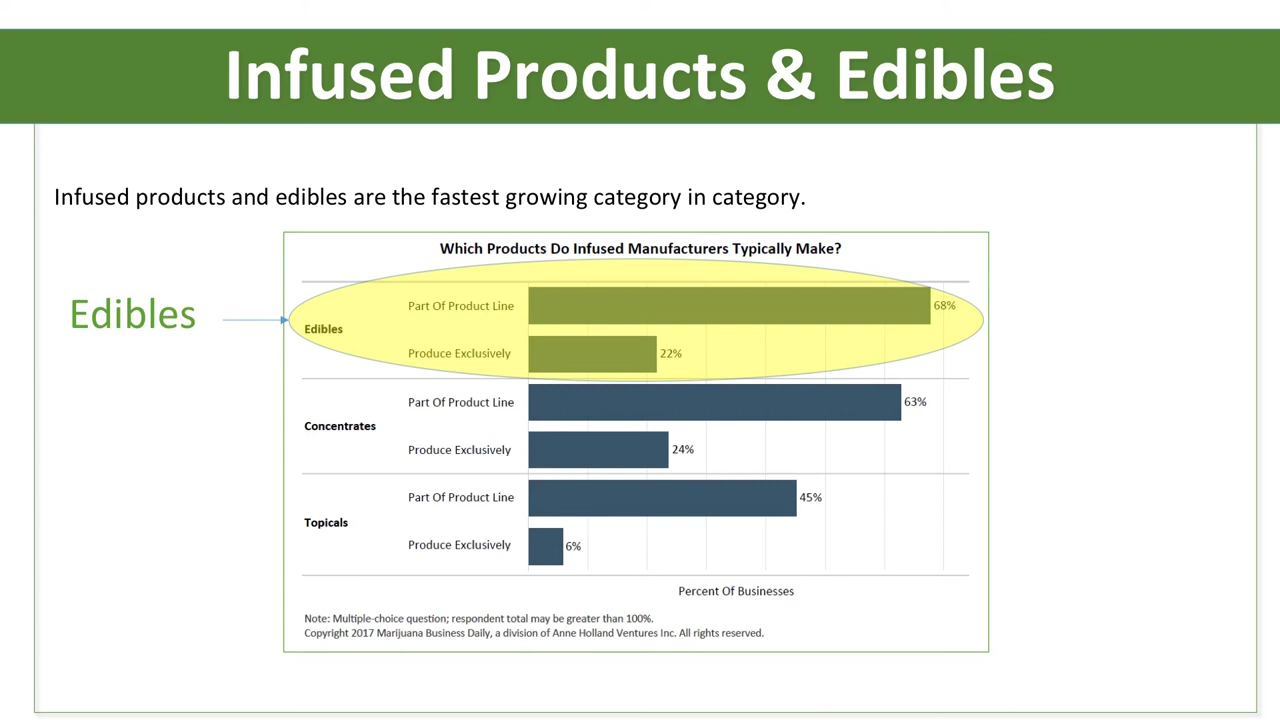 Infused Products & Edibles
Infused products and edibles are the fastest growing category in category.
Which Products Do Infused Manufacturers Typically Make?
Edibles
Edibles
Part Of Product Line
68%
Produce Exclusively
22%
Concentrates
Part Of Product Line
63%
Produce Exclusively
24%
Topicals
Part Of Product Line
45%
Produce Exclusively
6%
Percent Of Businesses
Note: Multiple-choice question; respondent total may be greater than 100%.
Copyright 2017 Marijuana Business Daily, a division of Anne Holland Ventures Inc. All rights reserved.